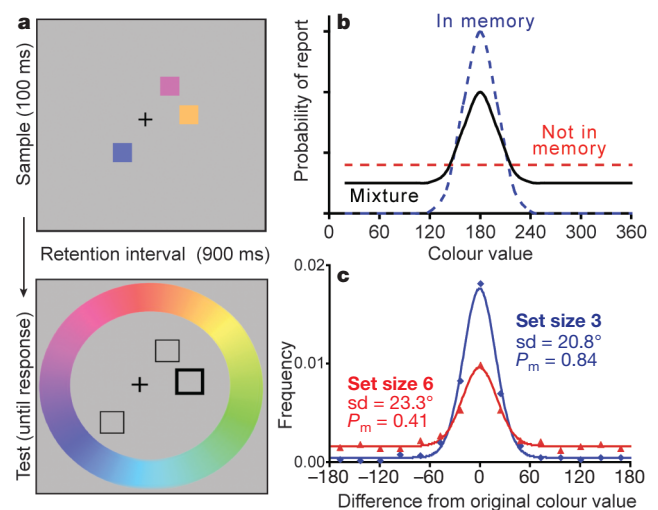 a
Sample (100 ms)
Retention interval (900 ms)
Test (until response)
b
In memory
Not in
memory
Mixture
Probability of report
0 60 120 180 240 300 360
Colour value
c
0.02
0.01
0.00
Frequency
Set size 3
sd = 20.8°
Pm = 0.84
Set size 6
sd = 23.3°
Pm = 0.41
−180 −120 −60 0 60 120 180
Difference from original colour value